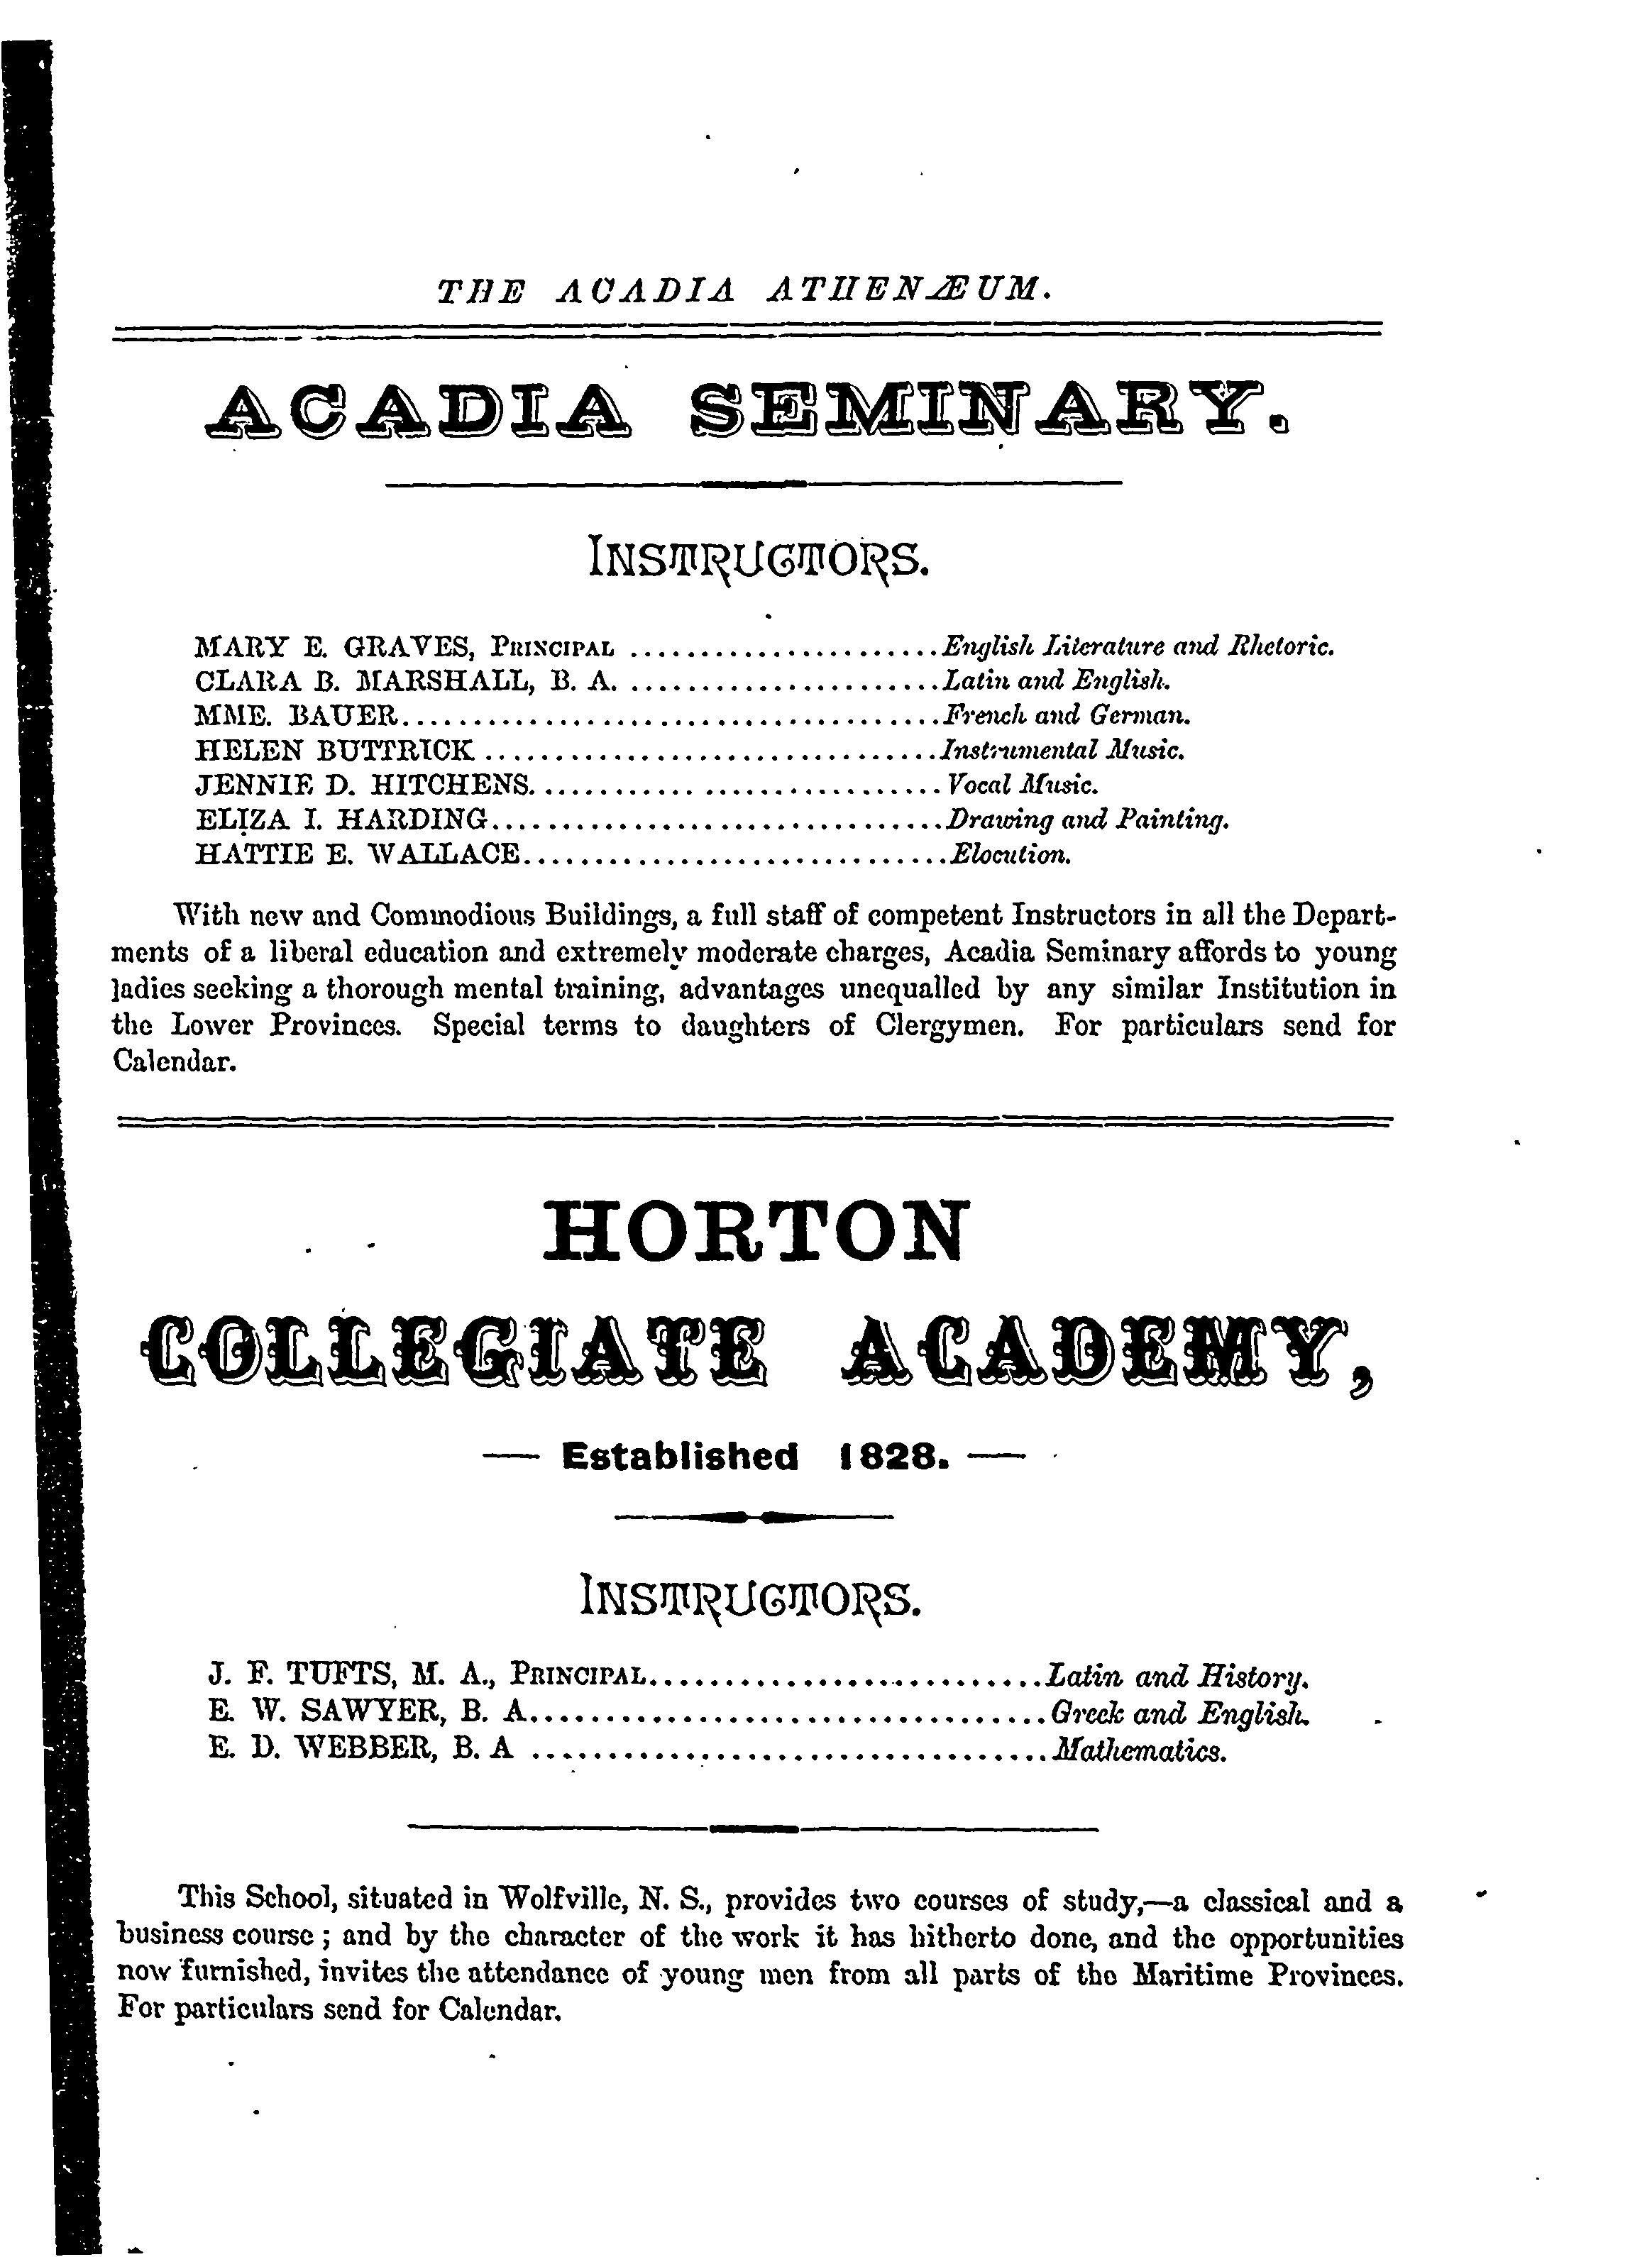 THE ACADIA ATHENÆUM.
ACADIA SEMINARY.
INSTRUCTORS.
MARY E. GRAVES, PRINCIPAL ......................English Literature and Rhetoric.
CLARA B. MARSHALL, B. A. ......................Latin and English.
MME. BAUER......................................French and German.
HELEN BUTTRICK ................................Instrumental Music.
JENNIE D. HITCHENS............ .................Vocal Music.
ELIZA I. HARDING................................Drawing and Painting.
HATTIE E. WALLACE..............................Elocution.
With new and Commodious Buildings, a full staff of competent Instructors in all the Depart-
ments of a liberal education and extremely moderate charges, Acadia Seminary affords to young
ladies seeking a thorough mental training, advantages unequalled by any similar Institution in
the Lower Provinces. Special terms to daughters of Clergymen. For particulars send for
Calendar.
HORTON
COLLEGIATE ACADEMY,
— Established 1828. —
INSTRUCTORS.
J. F. TUFTS, M. A., PRINCIPAL..........................Latin and History.
E. W. SAWYER, B. A..................................Greek and English.
E. D. WEBBER, B. A ..................................Mathematics.
This School, situated in Wolfville, N. S., provides two courses of study,—a classical and a
business course ; and by the character of the work it has hitherto done, and the opportunities
now furnished, invites the attendance of young men from all parts of the Maritime Provinces.
For particulars send for Calendar.